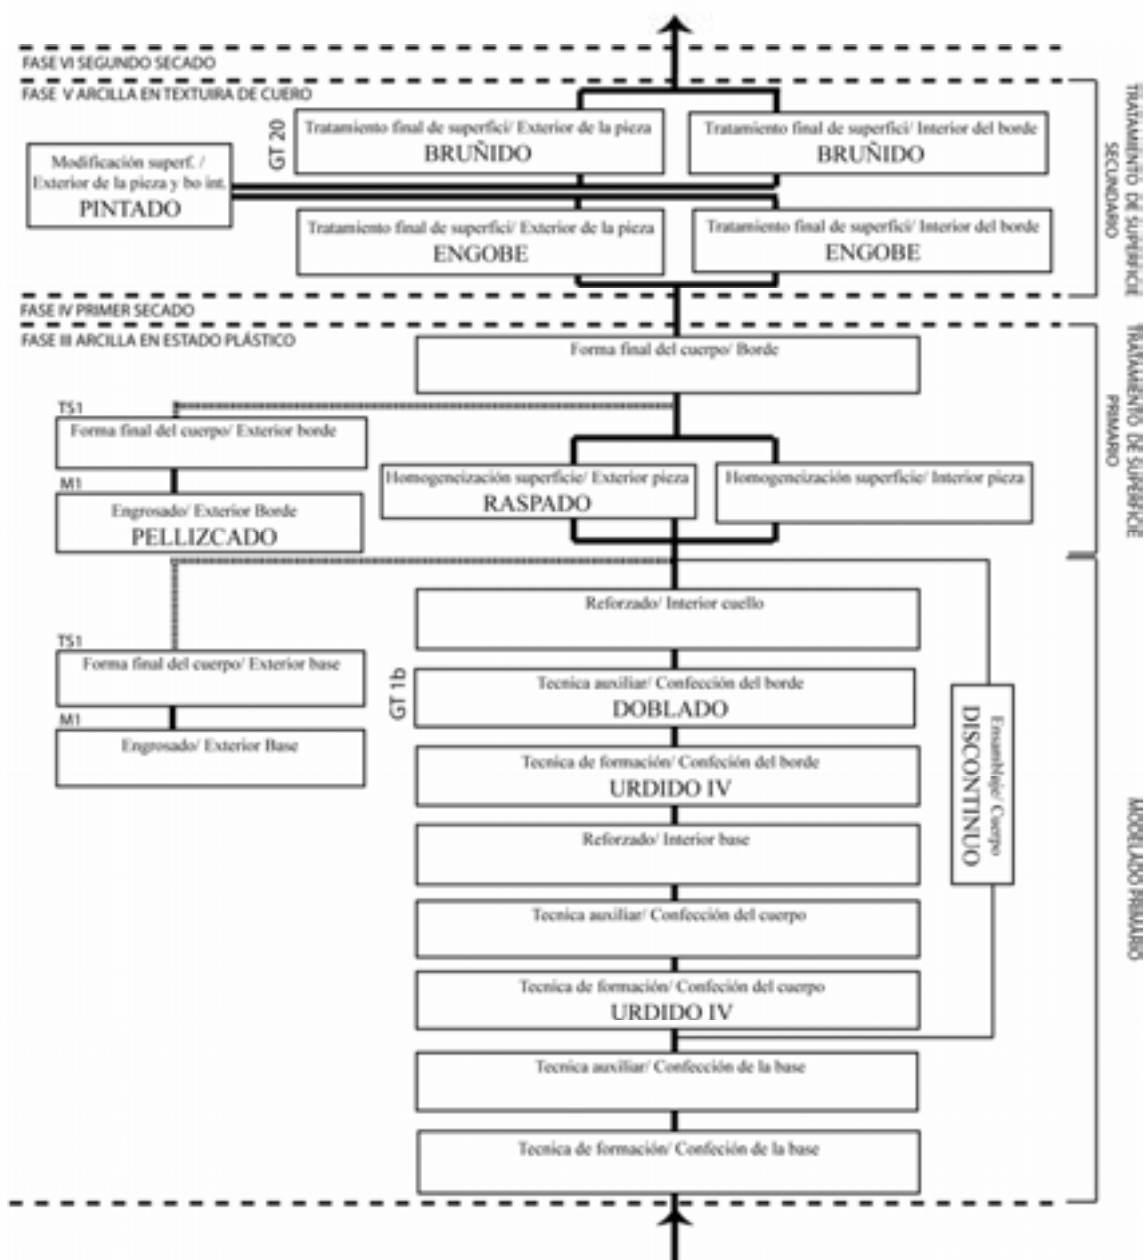 FASE VI SEGUNDO SECADO
FASE V ARCILLA EN TEXTUIRA DE CUERO
GT 20
Tratamiento final de superfici/ Exterior de la pieza
BRUÑIDO
Tratamiento final de superfici/ Interior del borde
BRUÑIDO
Modificación superf. /
Exterior de la pieza y bo int.
PINTADO
Tratamiento final de superfici/ Exterior de la pieza
ENGOBE
Tratamiento final de superfici/ Interior del borde
ENGOBE
TRATAMIENTO DE SUPERFICIE
SECUNDARIO
FASE IV PRIMER SECADO
FASE III ARCILLA EN ESTADO PLÁSTICO
Forma final del cuerpo/ Borde
TS1
Forma final del cuerpo/ Exterior borde
M1
Engrosado/ Exterior Borde
PELLIZCADO
Homogeneización superficie/ Exterior pieza
RASPADO
Homogeneización superficie/ Interior pieza
TRATAMIENTO DE SUPERFICIE
PRIMARIO
Reforzado/ Interior cuello
TS1
Forma final del cuerpo/ Exterior base
M1
Engrosado/ Exterior Base
GT 1b
Tecnica auxiliar/ Confección del borde
DOBLADO
Tecnica de formación/ Confeción del borde
URDIDO IV
Reforzado/ Interior base
Tecnica auxiliar/ Confección del cuerpo
Tecnica de formación/ Confeción del cuerpo
URDIDO IV
Ensamblaje/ Cuerpo
DISCONTINUO
Tecnica auxiliar/ Confección de la base
Tecnica de formación/ Confeción de la base
MODELADO PRIMARIO